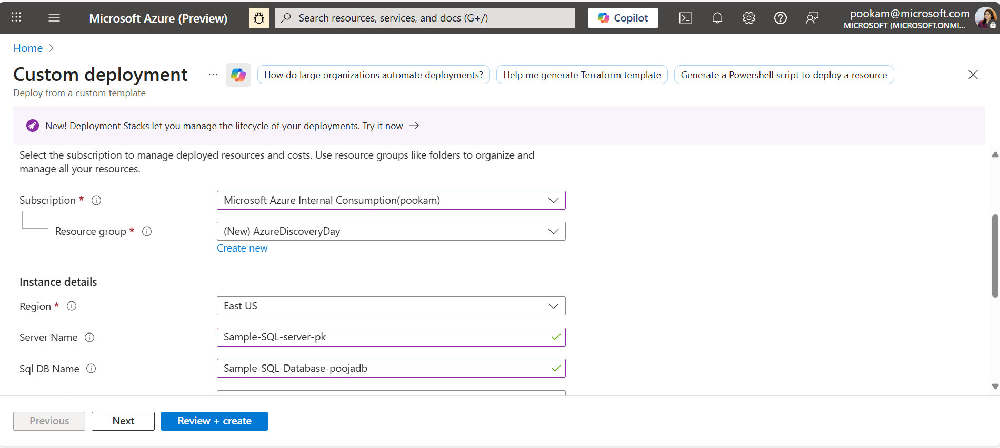 Microsoft Azure (Preview)
Search resources, services, and docs (G+/)
Copilot
pookam@microsoft.com
MICROSOFT (MICROSOFT.ONMI...
Home
Custom deployment
...
How do large organizations automate deployments?
Help me generate Terraform template
Generate a Powershell script to deploy a resource
Deploy from a custom template
New! Deployment Stacks let you manage the lifecycle of your deployments. Try it now →
Select the subscription to manage deployed resources and costs. Use resource groups like folders to organize and
manage all your resources.
Subscription *
Microsoft Azure Internal Consumption(pookam)
Resource group *
(New) AzureDiscoveryDay
Create new
Instance details
Region *
East US
Server Name
Sample-SQL-server-pk
Sql DB Name
Sample-SQL-Database-poojadb
Previous
Next
Review + create